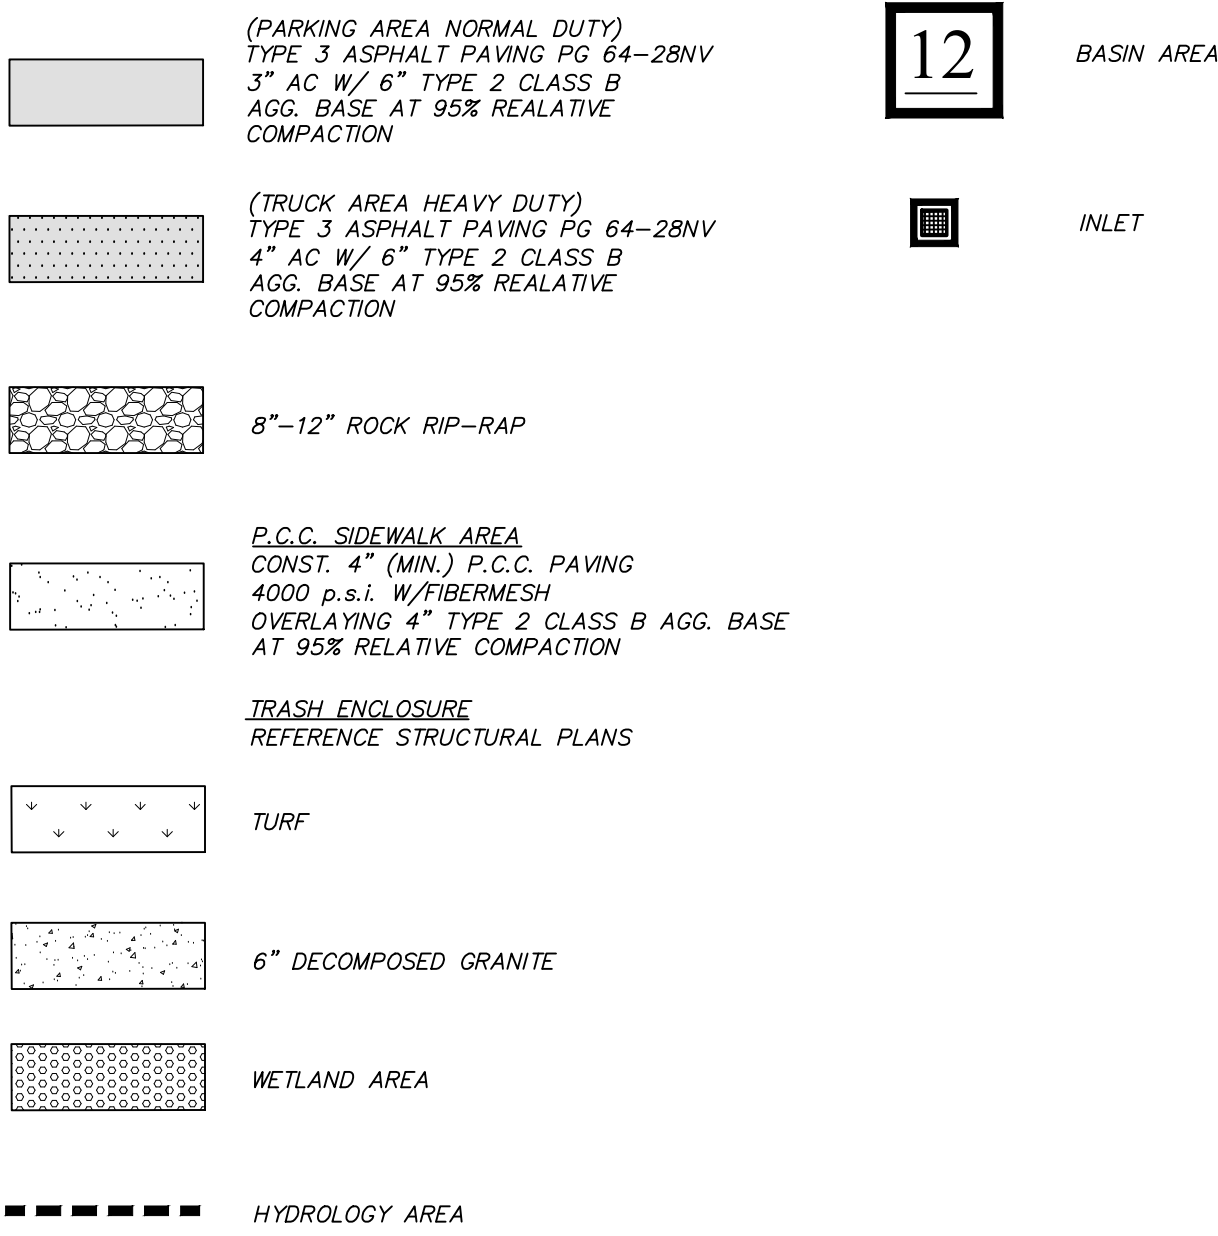 (PARKING AREA NORMAL DUTY)
TYPE 3 ASPHALT PAVING PG 64-28NV
3" AC W/ 6" TYPE 2 CLASS B
AGG. BASE AT 95% REALATIVE
COMPACTION
(TRUCK AREA HEAVY DUTY)
TYPE 3 ASPHALT PAVING PG 64-28NV
4" AC W/ 6" TYPE 2 CLASS B
AGG. BASE AT 95% REALATIVE
COMPACTION
8"-12" ROCK RIP-RAP
P.C.C. SIDEWALK AREA
CONST. 4" (MIN.) P.C.C. PAVING
4000 p.s.i. W/FIBERMESH
OVERLAYING 4" TYPE 2 CLASS B AGG. BASE
AT 95% RELATIVE COMPACTION
TRASH ENCLOSURE
REFERENCE STRUCTURAL PLANS
TURF
6" DECOMPOSED GRANITE
WETLAND AREA
HYDROLOGY AREA
12
BASIN AREA
INLET